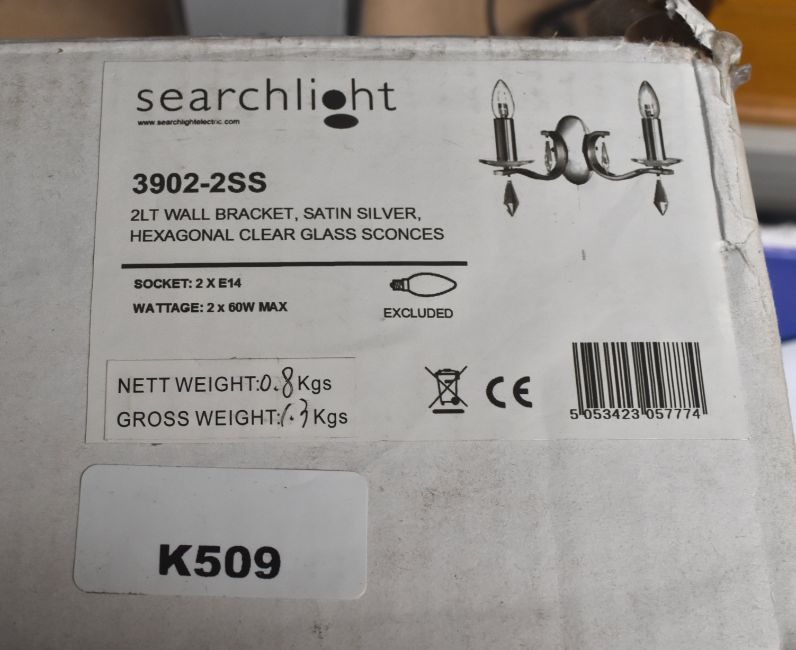 searchlight
www.searchlightelectric.com
3902-2SS
2LT WALL BRACKET, SATIN SILVER,
HEXAGONAL CLEAR GLASS SCONCES
SOCKET: 2 X E14
WATTAGE: 2 x 60W MAX
EXCLUDED
NETT WEIGHT:0.8Kgs
GROSS WEIGHT:1.3Kgs
CE
5 053423 057774
K509